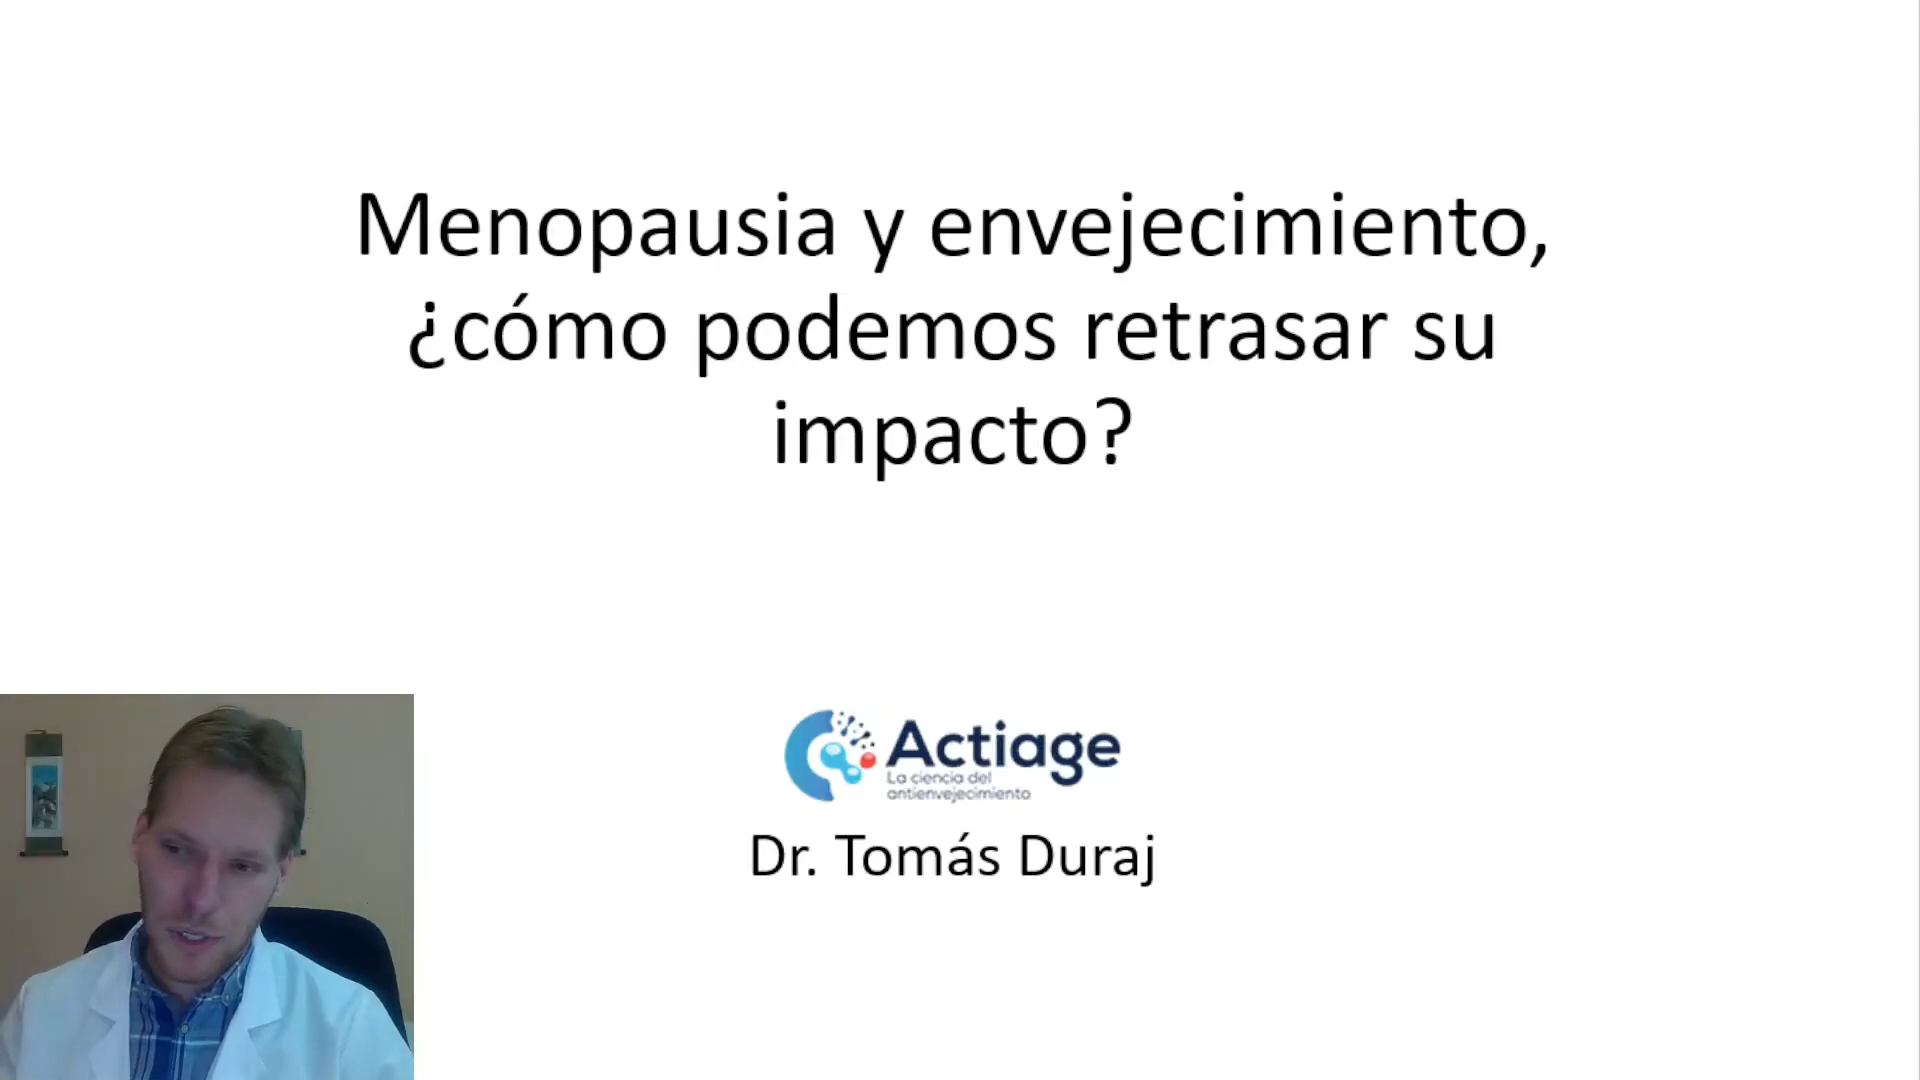 Menopausia y envejecimiento,
¿cómo podemos retrasar su
impacto?
Actiage
La ciencia del
antienvejecimiento
Dr. Tomás Duraj